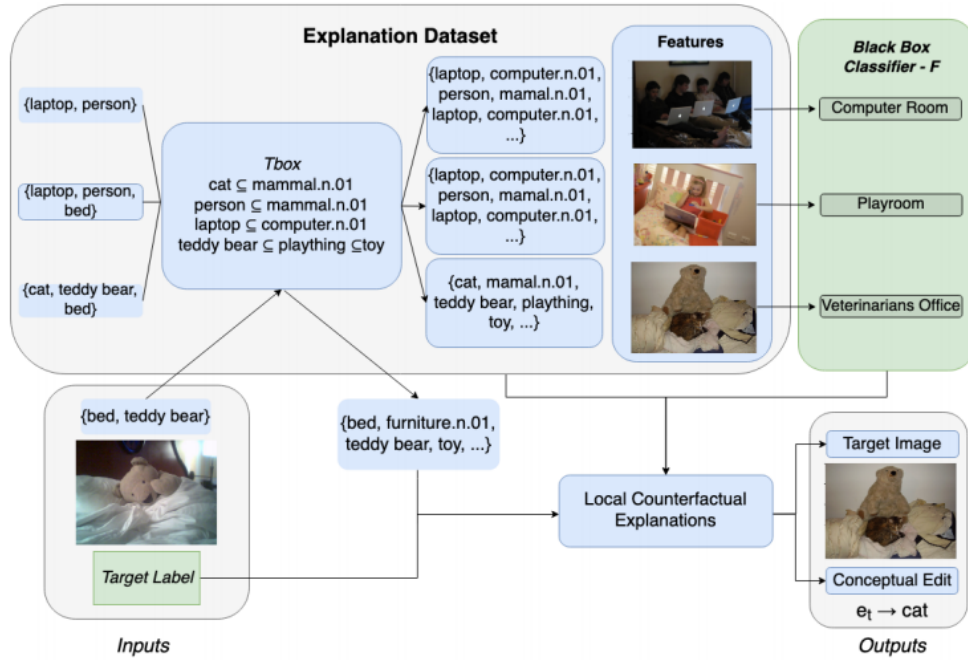 Explanation Dataset
{laptop, person}
{laptop, person,
bed}
{cat, teddy bear,
bed}
Tbox
cat ⊆ mammal.n.01
person ⊆ mammal.n.01
laptop ⊆ computer.n.01
teddy bear ⊆ plaything ⊆toy
{laptop, computer.n.01,
person, mamal.n.01,
laptop, computer.n.01,
...}
{laptop, computer.n.01,
person, mamal.n.01,
laptop, computer.n.01,
...}
{cat, mamal.n.01,
teddy bear, plaything,
toy, ...}
Features
Black Box
Classifier - F
Computer Room
Playroom
Veterinarians Office
{bed, teddy bear}
Target Label
Inputs
{bed, furniture.n.01,
teddy bear, toy, ...}
Local Counterfactual
Explanations
Target Image
Conceptual Edit
eₜ → cat
Outputs